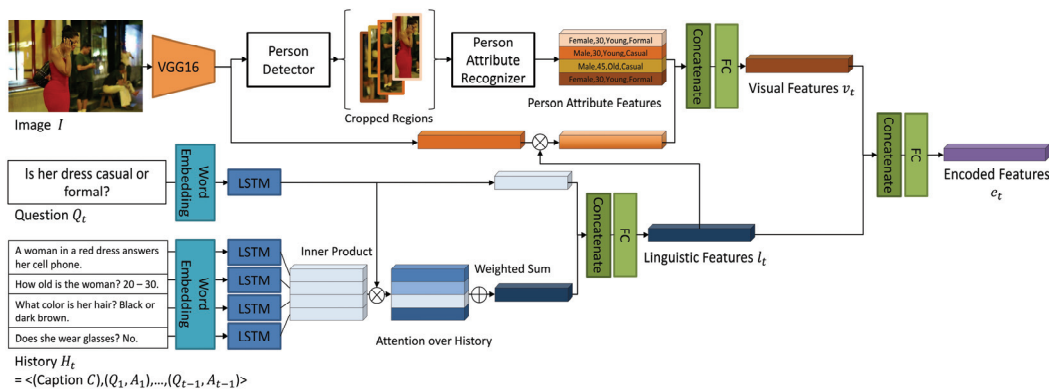 VGG16
Person
Detector
Cropped Regions
Person
Attribute
Recognizer
Female,30,Young,Formal
Male,30,Young,Casual
Male,45,Old,Casual
Female,30,Young,Formal
Person Attribute Features
Concatenate
FC
Visual Features v_t
Image I
Is her dress casual or
formal?
Question Q_t
Word
Embedding
LSTM
Concatenate
FC
Linguistic Features l_t
Concatenate
FC
Encoded Features
e_t
A woman in a red dress answers
her cell phone.
How old is the woman? 20 – 30.
What color is her hair? Black or
dark brown.
Does she wear glasses? No.
Word
Embedding
LSTM
LSTM
LSTM
LSTM
Inner Product
Weighted Sum
Attention over History
History H_t
= <(Caption C),(Q_1, A_1),...,(Q_{t-1}, A_{t-1})>